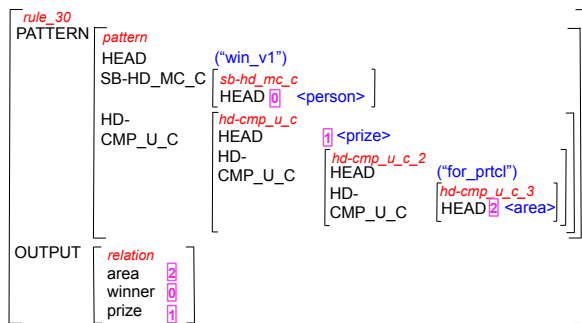 rule_30
PATTERN
pattern
HEAD (“win_v1”)
SB-HD_MC_C
sb-hd_mc_c
HEAD 0 <person>
HD-
CMP_U_C
hd-cmp_u_c
HEAD 1 <prize>
HD-
CMP_U_C
hd-cmp_u_c_2
HEAD (“for_prtcl”)
HD-
CMP_U_C
hd-cmp_u_c_3
HEAD 2 <area>
OUTPUT
relation
area 2
winner 0
prize 1